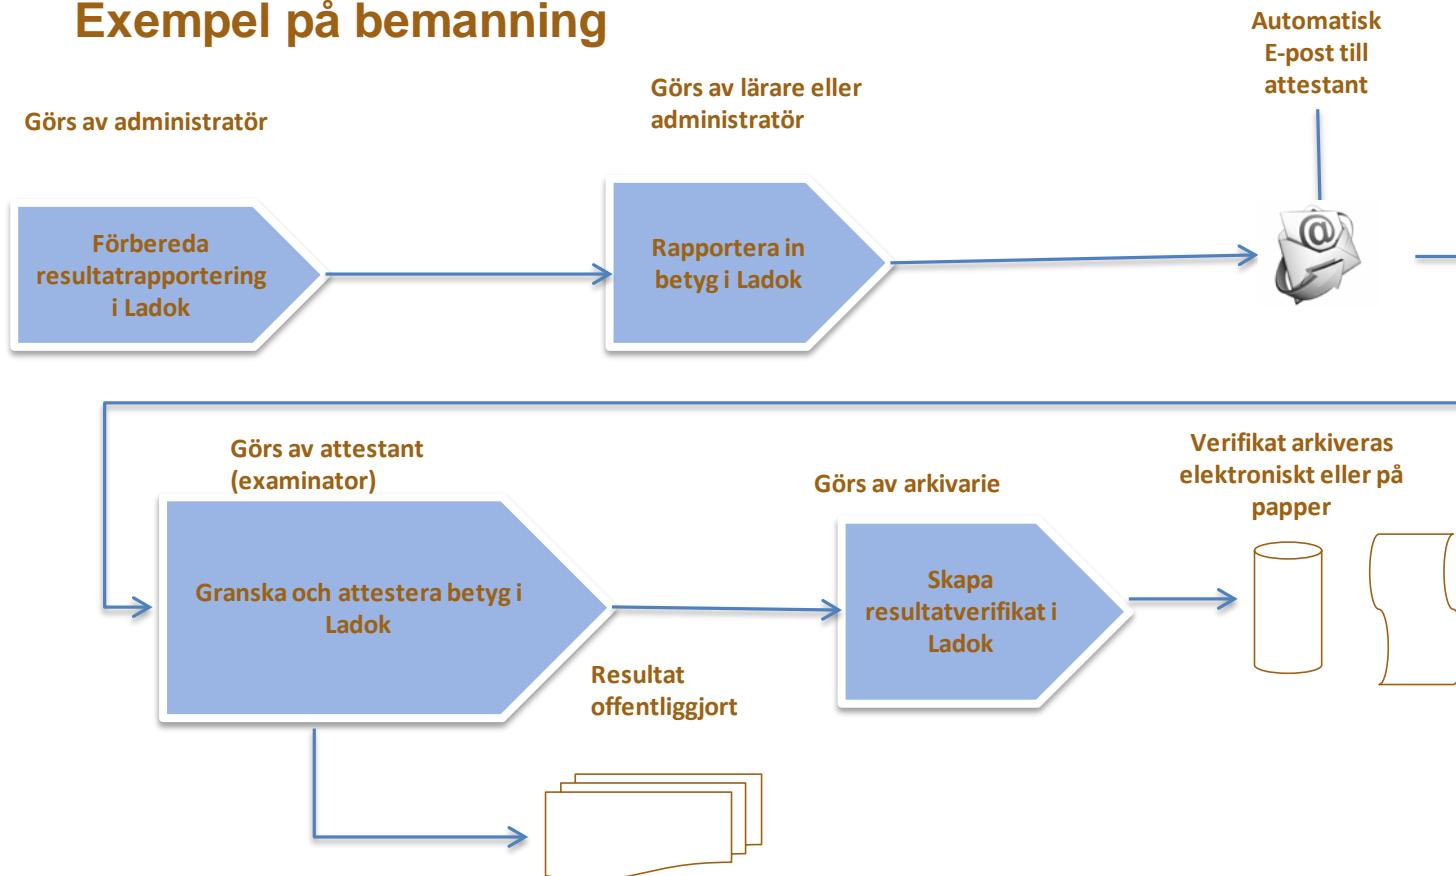 Exempel på bemanning
Automatisk
E-post till
attestant
Görs av lärare eller
administratör
Görs av administratör
Förbereda
resultatrapportering
i Ladok
Rapportera in
betyg i Ladok
@
Görs av attestant
(examinator)
Görs av arkivarie
Verifikat arkiveras
elektroniskt eller på
papper
Granska och attestera betyg i
Ladok
Skapa
resultatverifikat i
Ladok
Resultat
offentliggjort